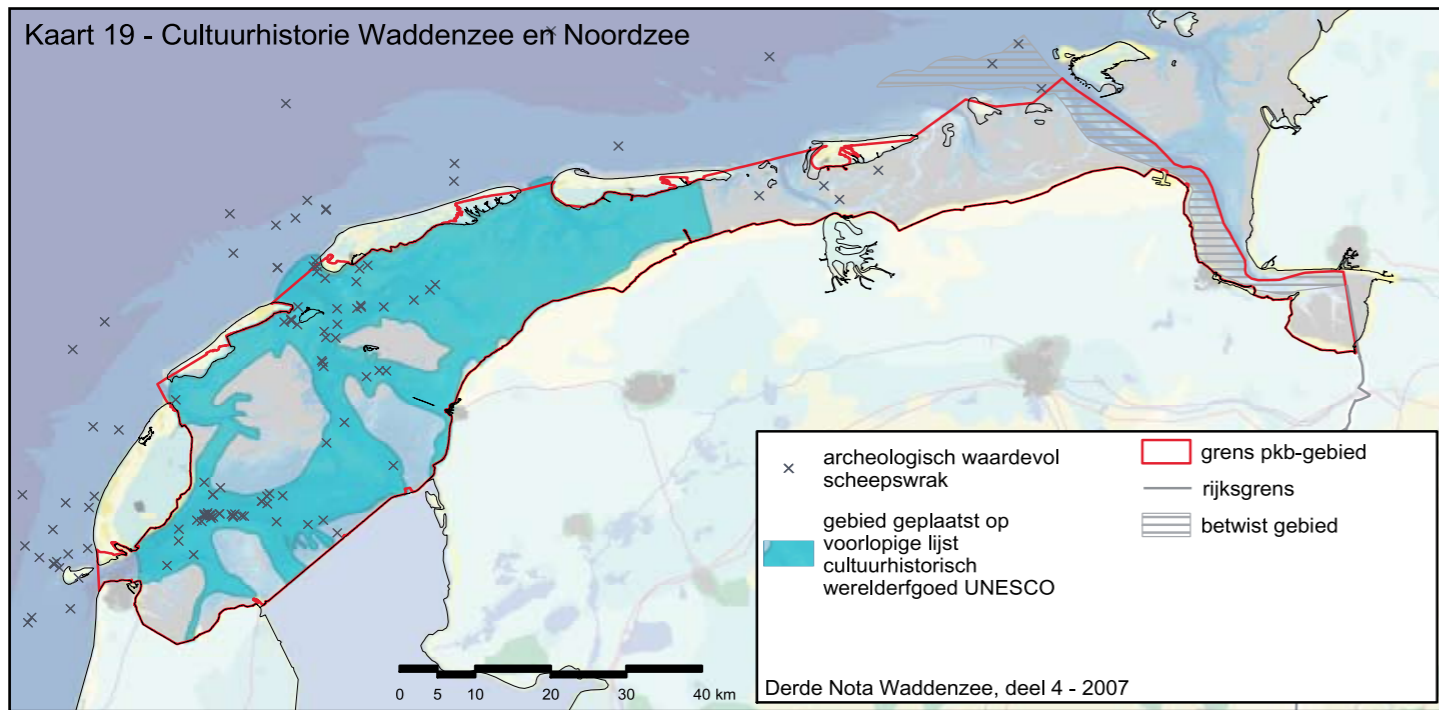 Kaart 19 - Cultuurhistorie Waddenzee en Noordzee
archeologisch waardevol
scheepswrak
gebied geplaatst op
voorlopige lijst
cultuurhistorisch
werelderfgoed UNESCO
grens pkb-gebied
rijksgrens
betwist gebied
0 5 10 20 30 40 km
Derde Nota Waddenzee, deel 4 - 2007